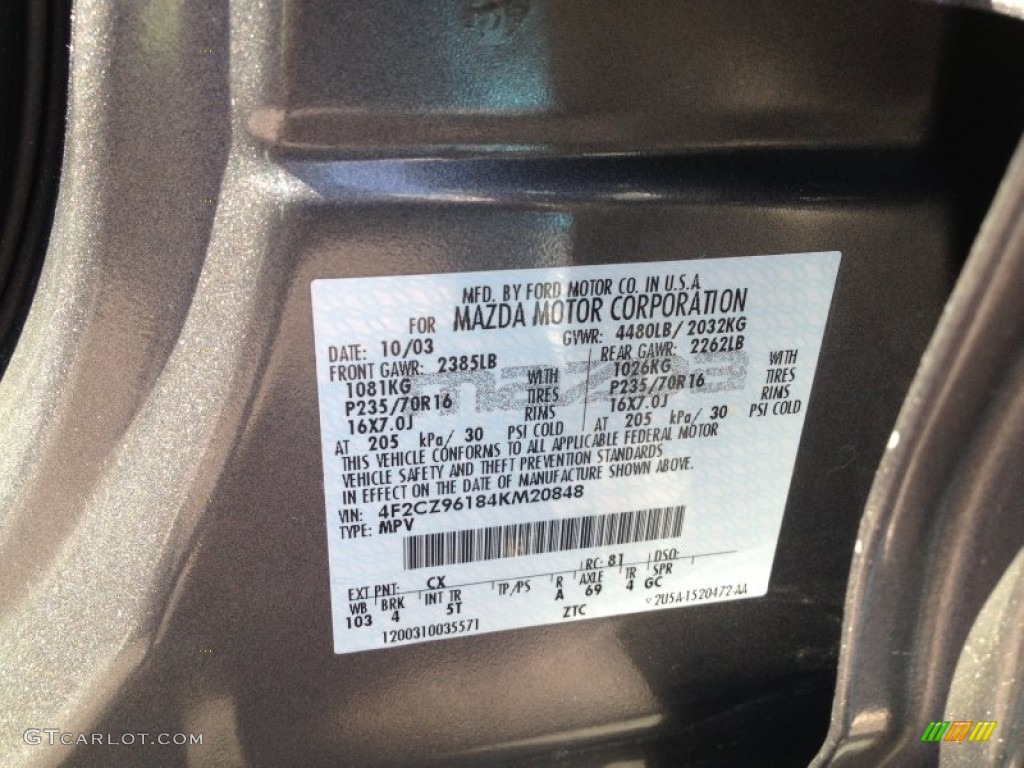 MFD. BY FORD MOTOR CO. IN U.S.A.
FOR MAZDA MOTOR CORPORATION
DATE: 10/03 GVWR: 4480LB/ 2032KG
FRONT GAWR: 2385LB REAR GAWR: 2262LB
1081KG WITH 1026KG WITH
P235/70R16 TIRES P235/70R16 TIRES
16X7.0J RIMS 16X7.0J RIMS
AT 205 kPa/ 30 PSI COLD AT 205 kPa/ 30 PSI COLD
THIS VEHICLE CONFORMS TO ALL APPLICABLE FEDERAL MOTOR
VEHICLE SAFETY AND THEFT PREVENTION STANDARDS
IN EFFECT ON THE DATE OF MANUFACTURE SHOWN ABOVE.
VIN: 4F2CZ96184KM20848
TYPE: MPV
mazda
EXT PNT: CX RC: 81 DSO:
WB BRK INT TR TP/PS R AXLE TR SPR
103 4 5T A 69 4 GC
1200310035571 ZTC 2U5A-1520472-AA
GTCARLOT.COM